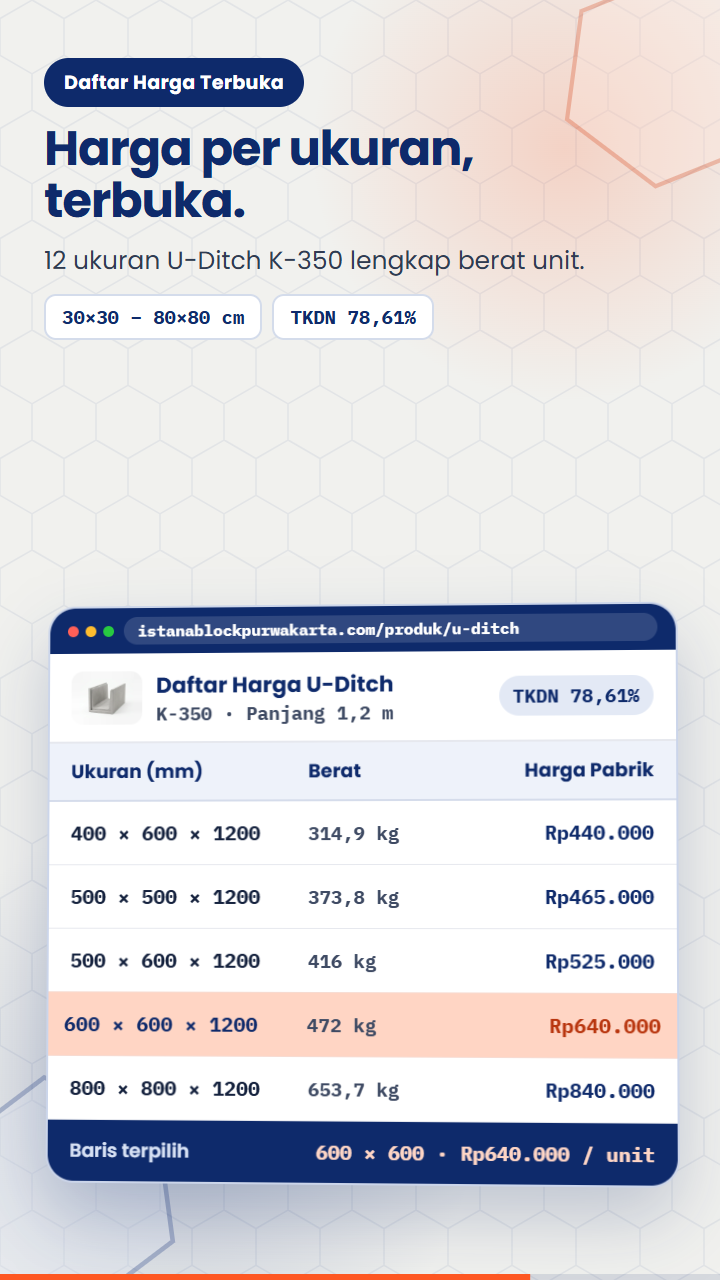 Daftar Harga Terbuka
Harga per ukuran,
terbuka.
12 ukuran U-Ditch K-350 lengkap berat unit.
30×30 – 80×80 cm
TKDN 78,61%
istanablockpurwakarta.com/produk/u-ditch
Daftar Harga U-Ditch
K-350 · Panjang 1,2 m
TKDN 78,61%
Ukuran (mm) Berat Harga Pabrik
400 × 600 × 1200 314,9 kg Rp440.000
500 × 500 × 1200 373,8 kg Rp465.000
500 × 600 × 1200 416 kg Rp525.000
600 × 600 × 1200 472 kg Rp640.000
800 × 800 × 1200 653,7 kg Rp840.000
Baris terpilih 600 × 600 · Rp640.000 / unit